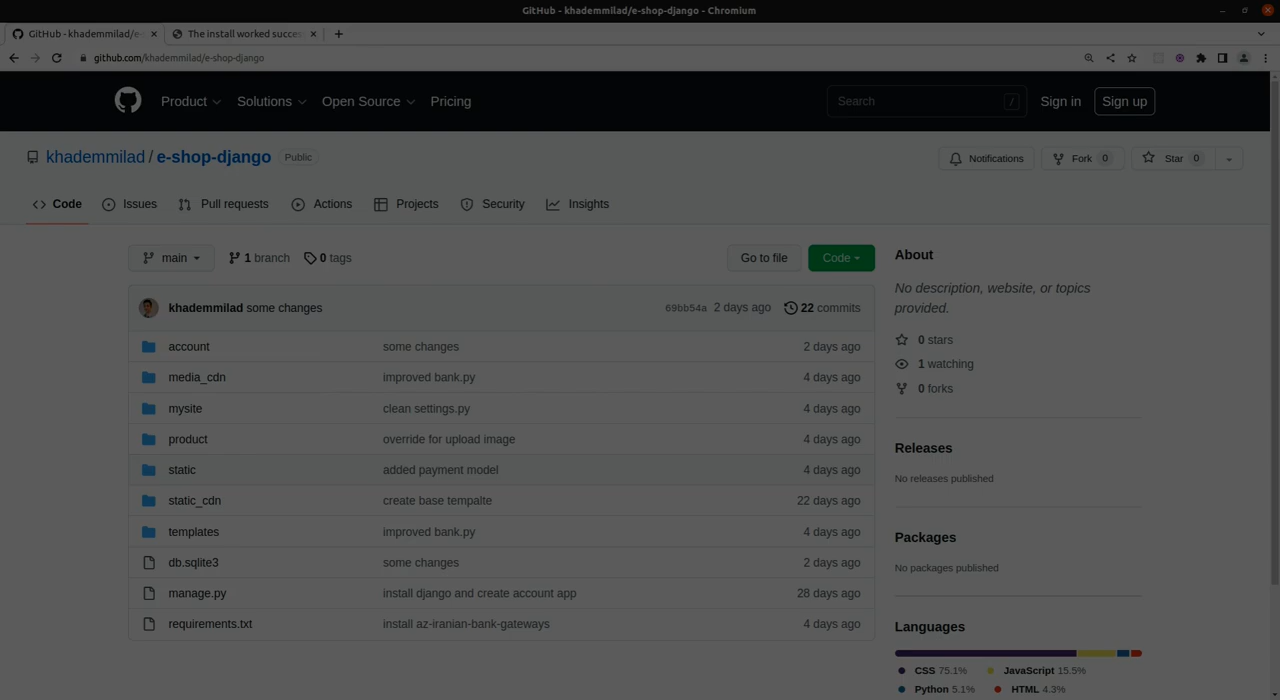 GitHub - khademmilad/e-shop-django - Chromium
GitHub - khademmilad/e-s
The install worked succes
github.com/khademmilad/e-shop-django
Product Solutions Open Source Pricing Search / Sign in Sign up
khademmilad / e-shop-django Public Notifications Fork 0 Star 0
Code Issues Pull requests Actions Projects Security Insights
main 1 branch 0 tags Go to file Code
khademmilad some changes 69bb54a 2 days ago 22 commits
account some changes 2 days ago
media_cdn improved bank.py 4 days ago
mysite clean settings.py 4 days ago
product override for upload image 4 days ago
static added payment model 4 days ago
static_cdn create base tempalte 22 days ago
templates improved bank.py 4 days ago
db.sqlite3 some changes 2 days ago
manage.py install django and create account app 28 days ago
requirements.txt install az-iranian-bank-gateways 4 days ago
About
No description, website, or topics
provided.
0 stars
1 watching
0 forks
Releases
No releases published
Packages
No packages published
Languages
CSS 75.1% JavaScript 15.5%
Python 5.1% HTML 4.3%